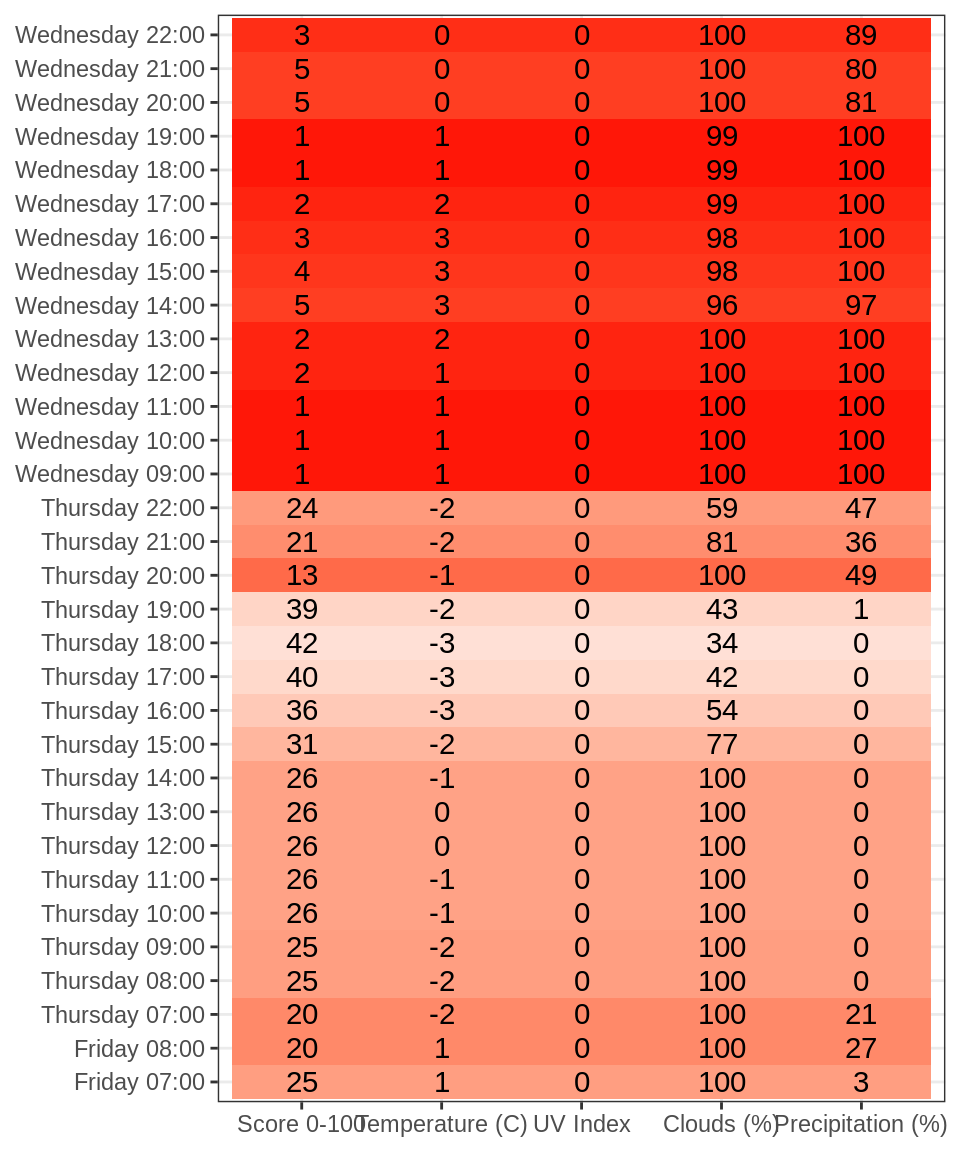 Wednesday 22:00 3 0 0 100 89
Wednesday 21:00 5 0 0 100 80
Wednesday 20:00 5 0 0 100 81
Wednesday 19:00 1 1 0 99 100
Wednesday 18:00 1 1 0 99 100
Wednesday 17:00 2 2 0 99 100
Wednesday 16:00 3 3 0 98 100
Wednesday 15:00 4 3 0 98 100
Wednesday 14:00 5 3 0 96 97
Wednesday 13:00 2 2 0 100 100
Wednesday 12:00 2 1 0 100 100
Wednesday 11:00 1 1 0 100 100
Wednesday 10:00 1 1 0 100 100
Wednesday 09:00 1 1 0 100 100
Thursday 22:00 24 -2 0 59 47
Thursday 21:00 21 -2 0 81 36
Thursday 20:00 13 -1 0 100 49
Thursday 19:00 39 -2 0 43 1
Thursday 18:00 42 -3 0 34 0
Thursday 17:00 40 -3 0 42 0
Thursday 16:00 36 -3 0 54 0
Thursday 15:00 31 -2 0 77 0
Thursday 14:00 26 -1 0 100 0
Thursday 13:00 26 0 0 100 0
Thursday 12:00 26 0 0 100 0
Thursday 11:00 26 -1 0 100 0
Thursday 10:00 26 -1 0 100 0
Thursday 09:00 25 -2 0 100 0
Thursday 08:00 25 -2 0 100 0
Thursday 07:00 20 -2 0 100 21
Friday 08:00 20 1 0 100 27
Friday 07:00 25 1 0 100 3
Score 0-100 Temperature (C) UV Index Clouds (%) Precipitation (%)